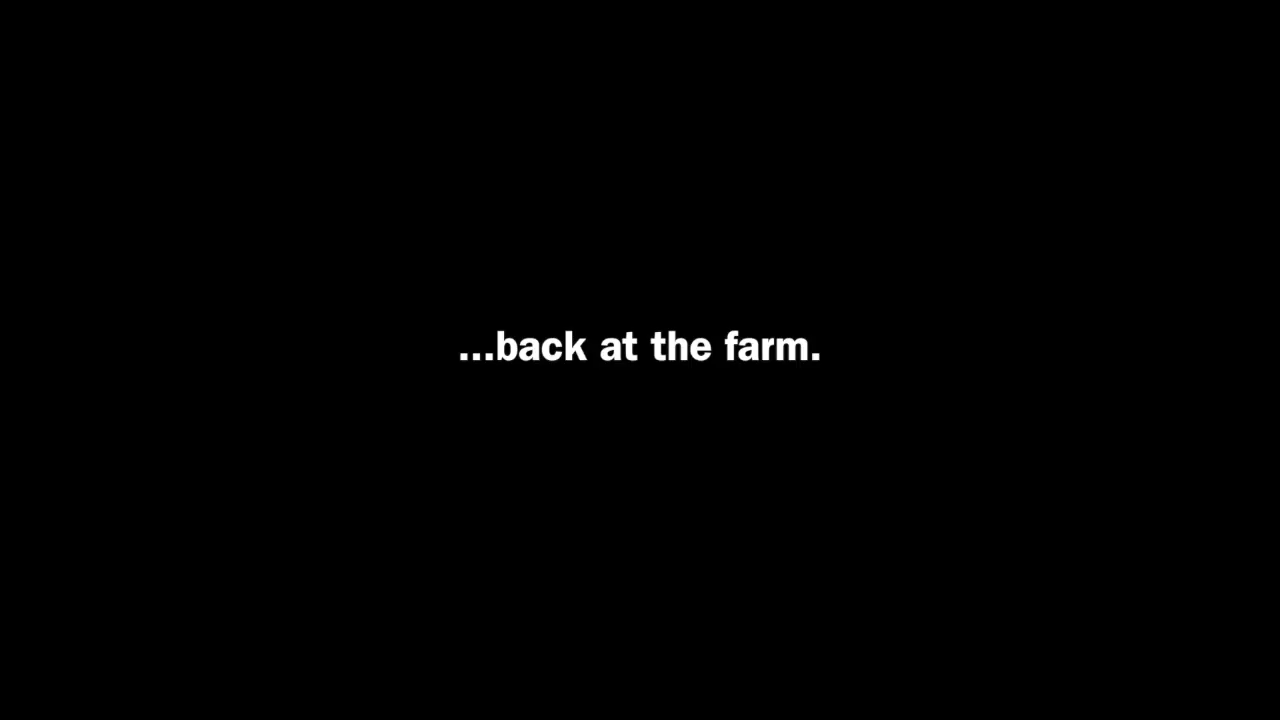 ...back at the farm.